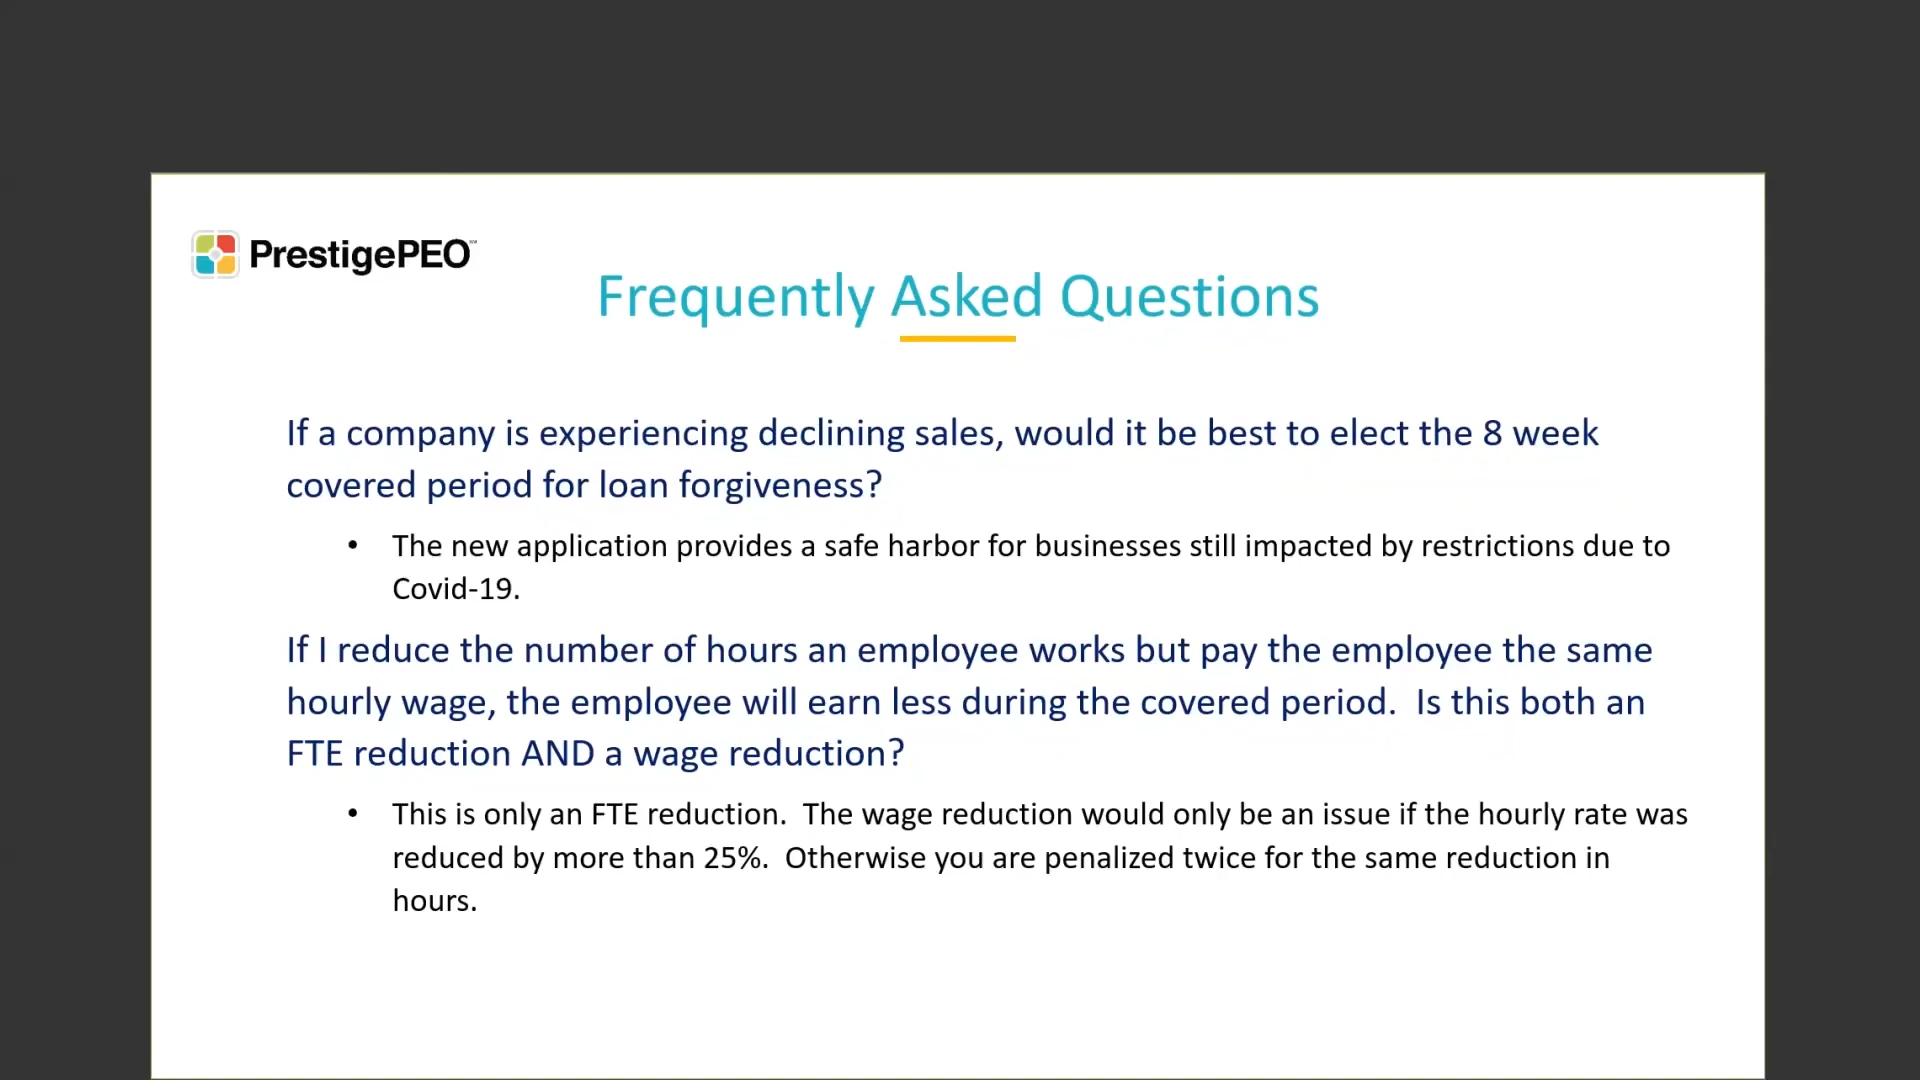 PrestigePEO℠
Frequently Asked Questions
If a company is experiencing declining sales, would it be best to elect the 8 week
covered period for loan forgiveness?
• The new application provides a safe harbor for businesses still impacted by restrictions due to
Covid-19.
If I reduce the number of hours an employee works but pay the employee the same
hourly wage, the employee will earn less during the covered period.  Is this both an
FTE reduction AND a wage reduction?
• This is only an FTE reduction.  The wage reduction would only be an issue if the hourly rate was
reduced by more than 25%.  Otherwise you are penalized twice for the same reduction in
hours.